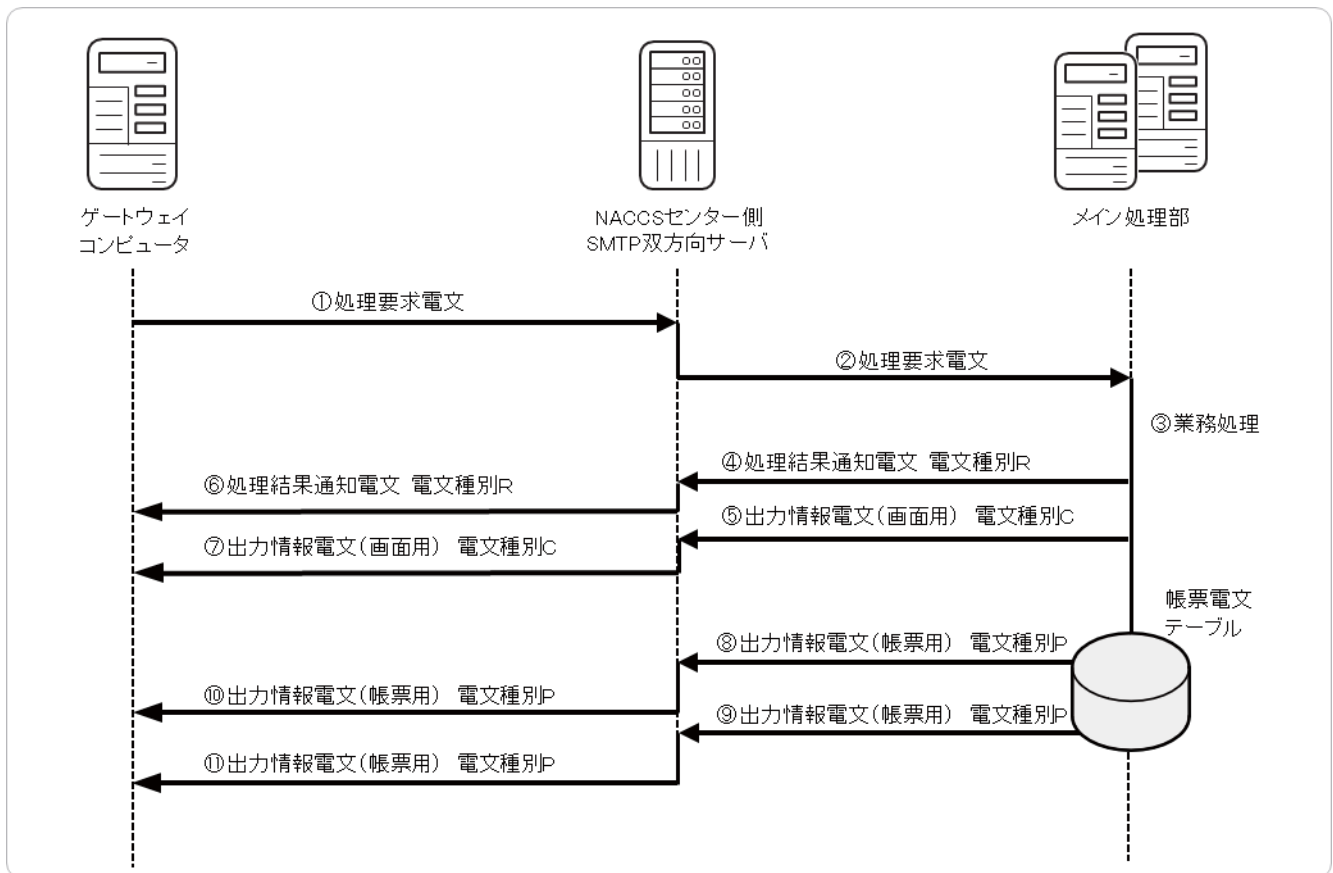 ゲートウェイ
コンピュータ
NACCSセンター側
SMTP双方向サーバ
メイン処理部
①処理要求電文
②処理要求電文
③業務処理
④処理結果通知電文 電文種別R
⑥処理結果通知電文 電文種別R
⑤出力情報電文(画面用) 電文種別C
⑦出力情報電文(画面用) 電文種別C
帳票電文
テーブル
⑧出力情報電文(帳票用) 電文種別P
⑩出力情報電文(帳票用) 電文種別P
⑨出力情報電文(帳票用) 電文種別P
⑪出力情報電文(帳票用) 電文種別P